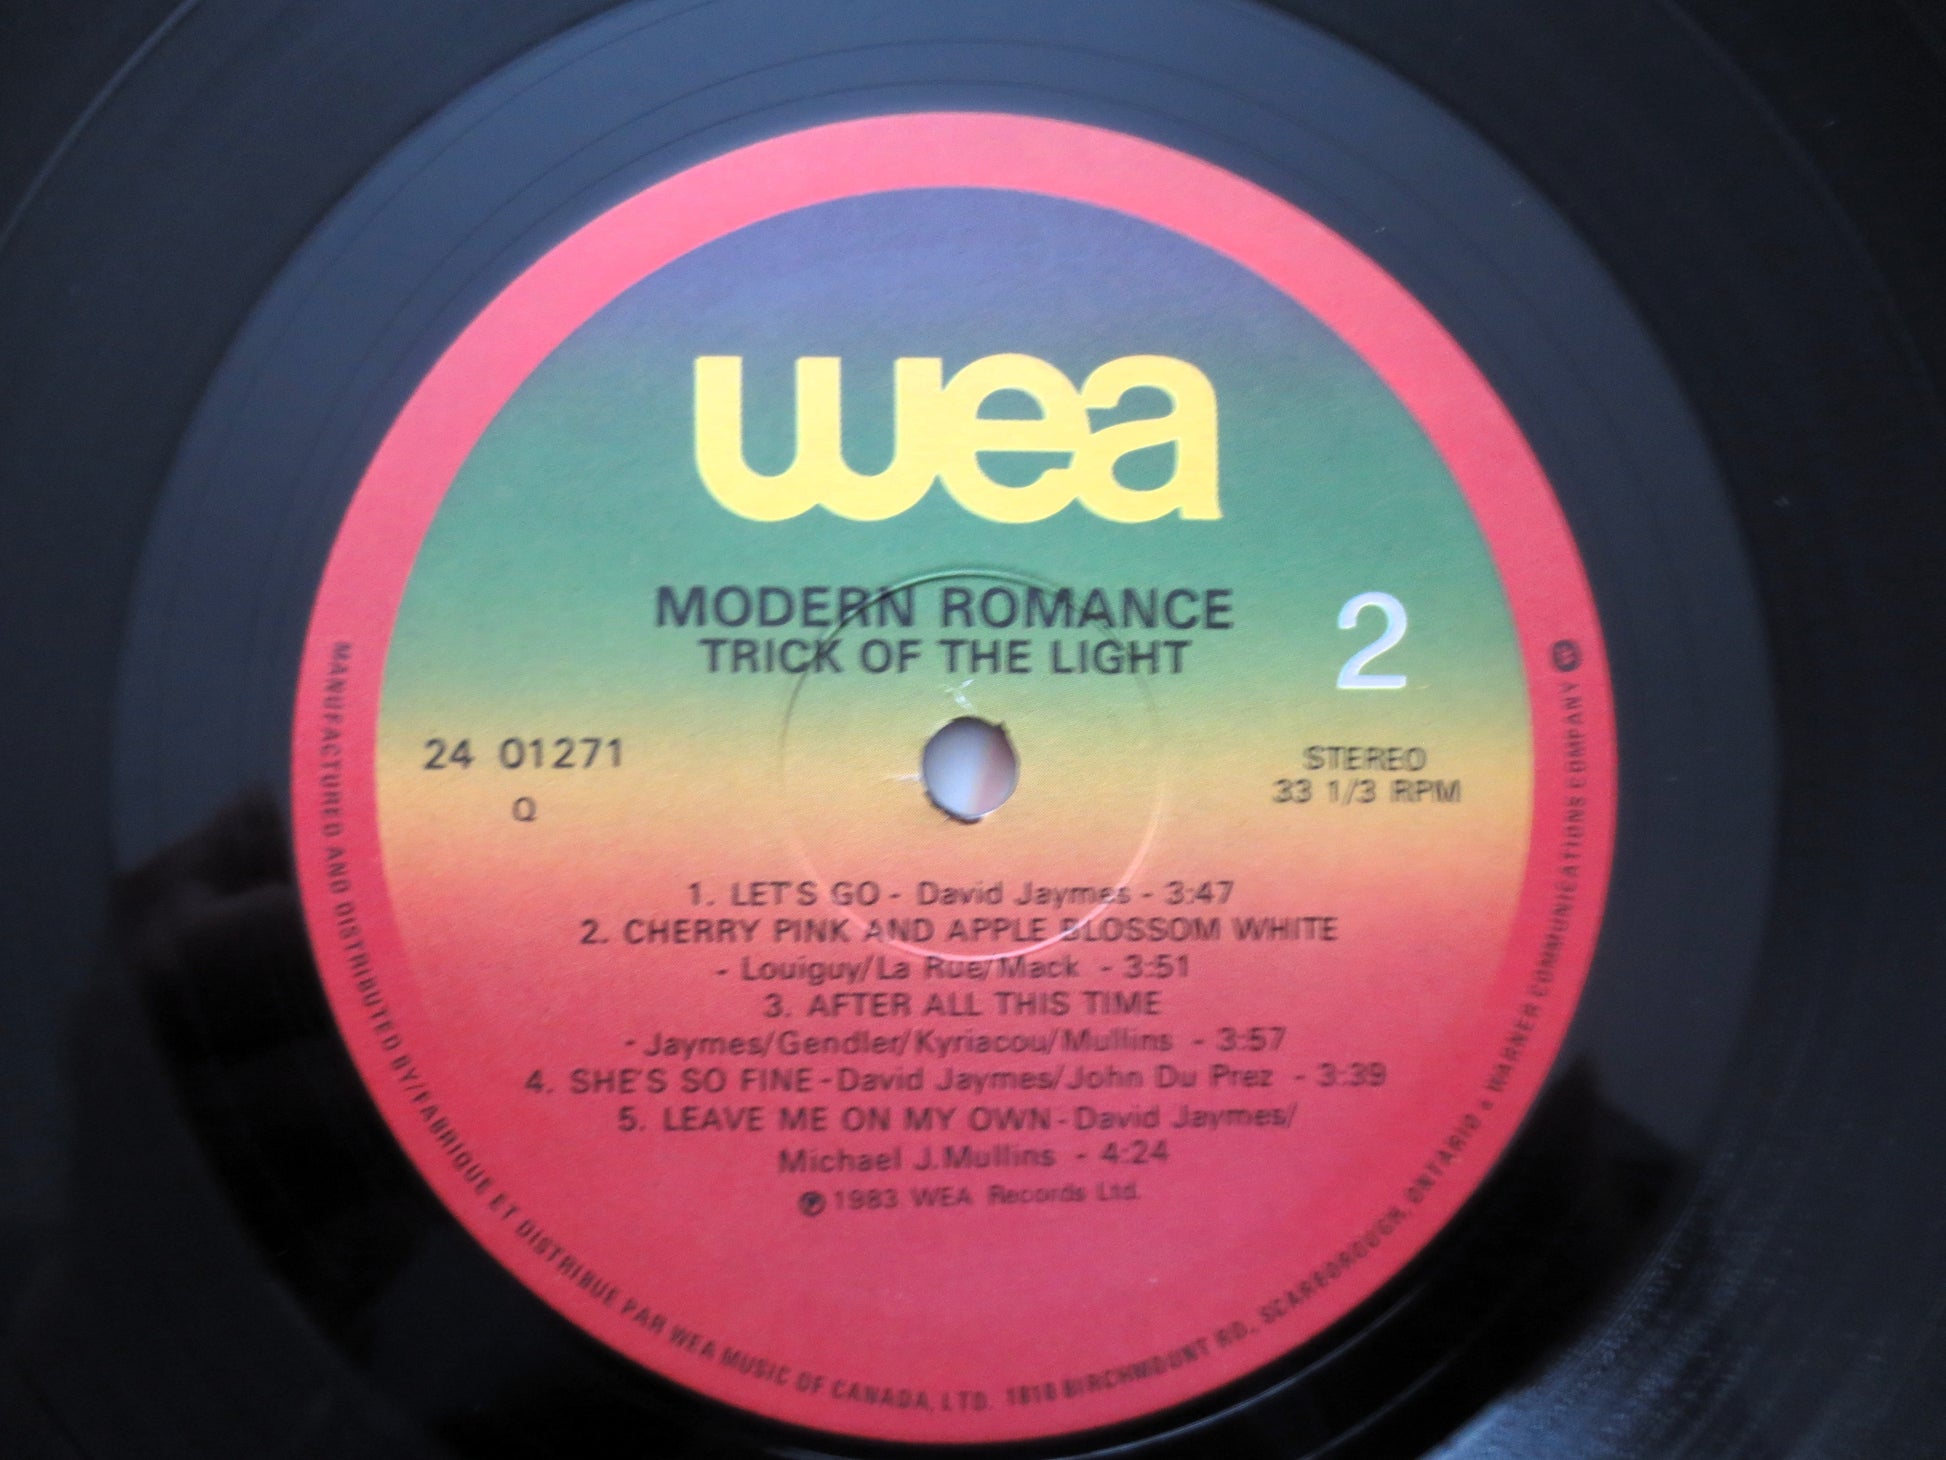 wea
MODERN ROMANCE
TRICK OF THE LIGHT
2
24 01271
Q
STEREO
33 1/3 RPM
1. LET'S GO - David Jaymes - 3:47
2. CHERRY PINK AND APPLE BLOSSOM WHITE
- Louiguy/La Rue/Mack - 3:51
3. AFTER ALL THIS TIME
- Jaymes/Gendler/Kyriacou/Mullins - 3:57
4. SHE'S SO FINE - David Jaymes/John Du Prez - 3:39
5. LEAVE ME ON MY OWN - David Jaymes/
Michael J. Mullins - 4:24
℗ 1983 WEA Records Ltd.
MANUFACTURED AND DISTRIBUTED BY/FABRIQUE ET DISTRIBUE PAR WEA MUSIC OF CANADA, LTD. 1810 BIRCHMOUNT RD., SCARBOROUGH, ONTARIO • WARNER COMMUNICATIONS COMPANY